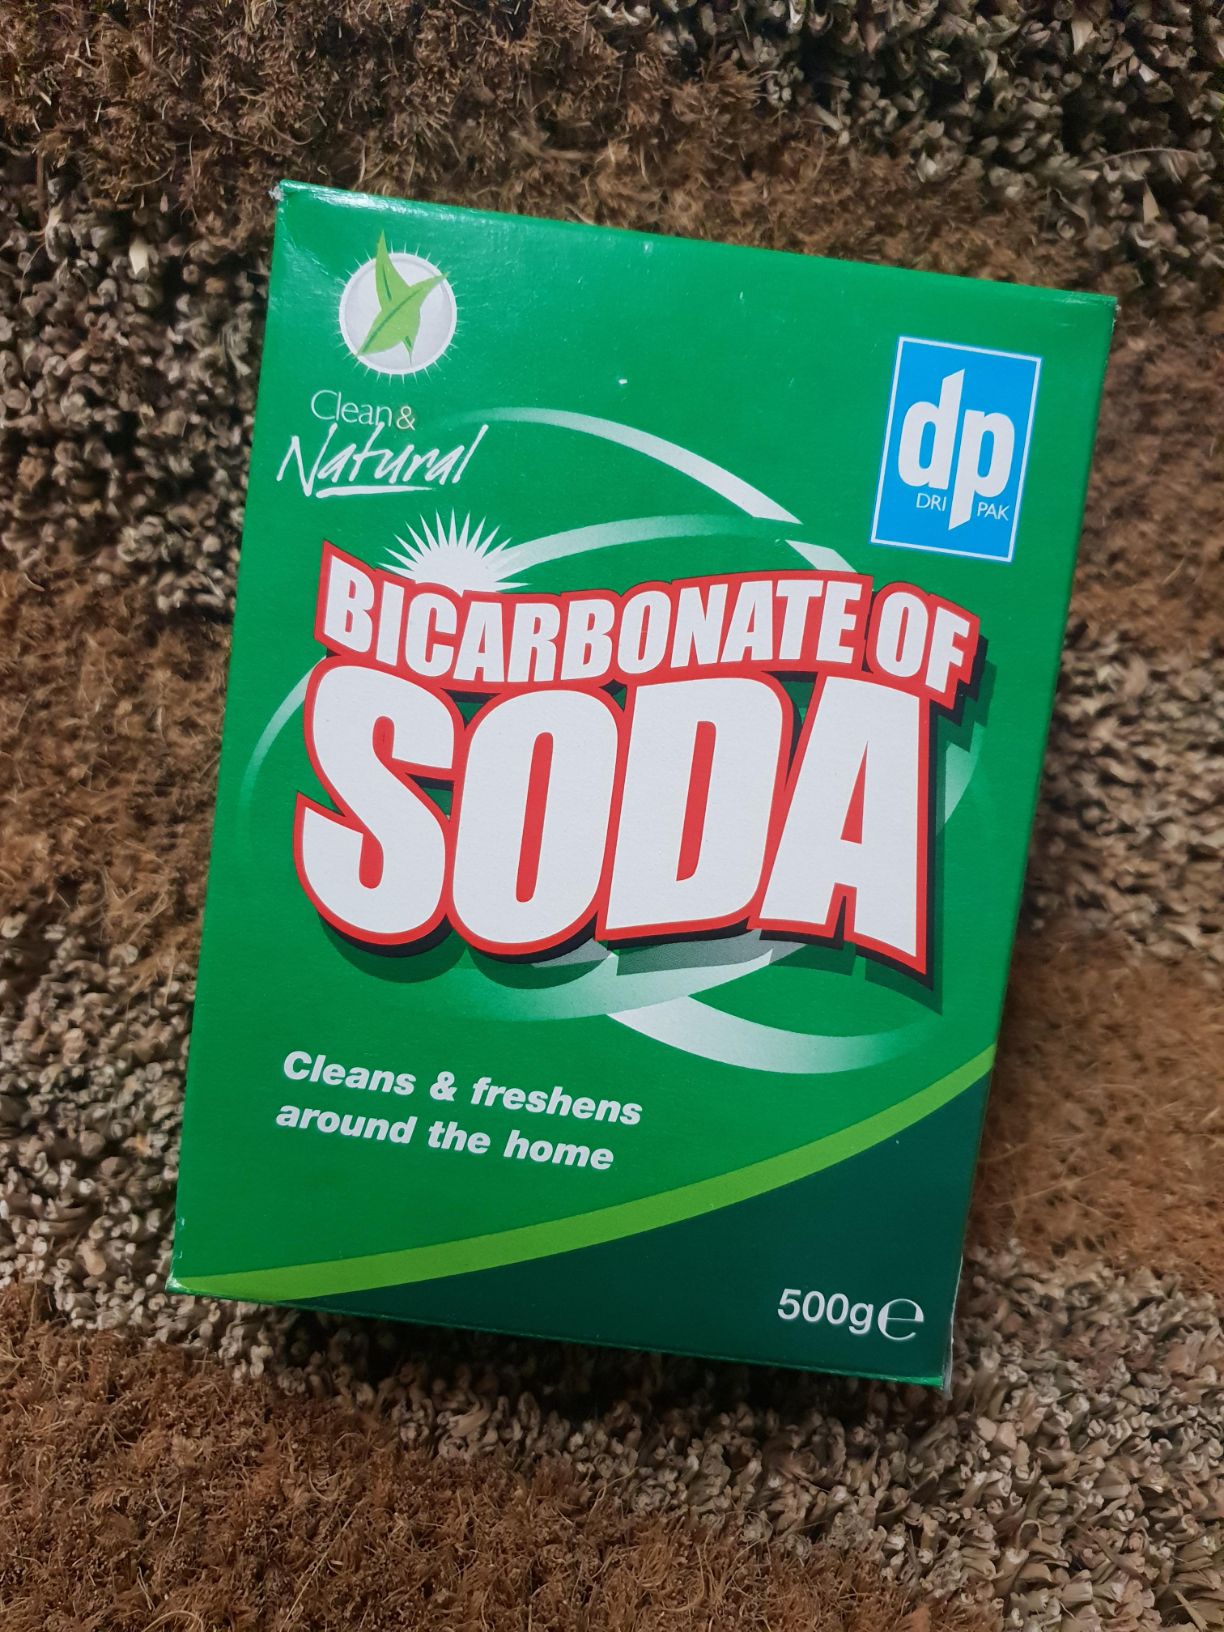 Clean &
Natural
dp
DRI PAK
BICARBONATE OF
SODA
Cleans & freshens
around the home
500g℮